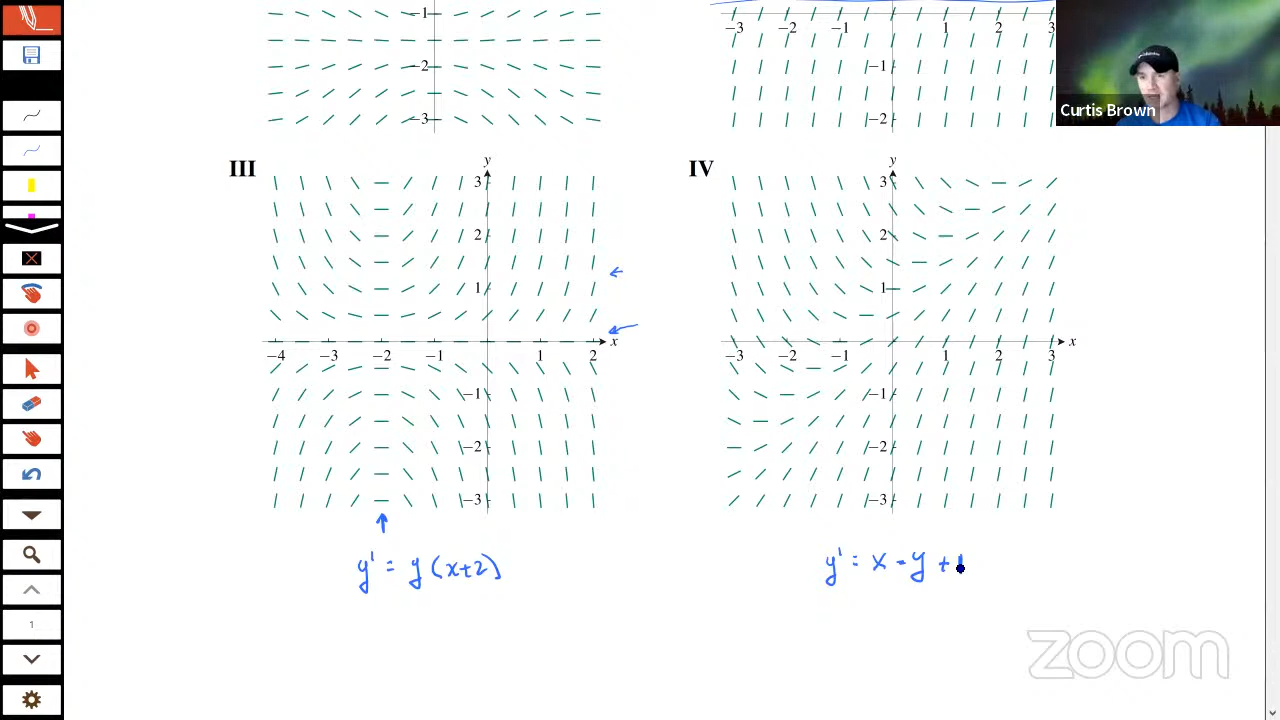 −1
−2
−3
−3 −2 −1 1 2 3
−1
−2
Curtis Brown
III
y
3
2
1
−4 −3 −2 −1 1 2 x
−1
−2
−3
y' = y(x+2)
IV
y
3
2
1
−3 −2 −1 1 2 3 x
−1
−2
−3
y' = x - y + 1
1
zoom